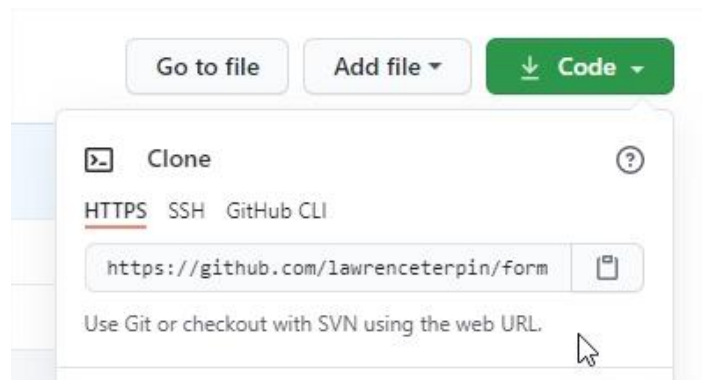 Go to file Add file Code
Clone
HTTPS SSH GitHub CLI
https://github.com/lawrenceterpin/form
Use Git or checkout with SVN using the web URL.